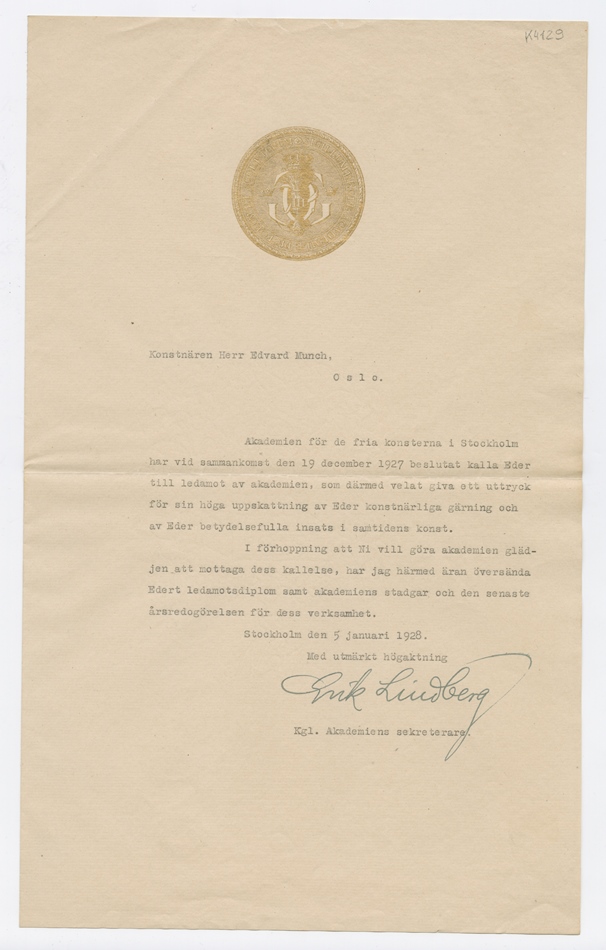 K4129
Konstnären Herr Edvard Munch,
Oslo.
Akademien för de fria konsterna i Stockholm
har vid sammankomst den 19 december 1927 beslutat kalla Eder
till ledamot av akademien, som därmed velat giva ett uttryck
för sin höga uppskattning av Eder konstnärliga gärning och
av Eder betydelsefulla insats i samtidens konst.
I förhoppning att Ni vill göra akademien gläd-
jen att mottaga dess kallelse, har jag härmed äran översända
Edert ledamotsdiplom samt akademiens stadgar och den senaste
årsredogörelsen för dess verksamhet.
Stockholm den 5 januari 1928.
Med utmärkt högaktning
Erik Lindberg
Kgl. Akademiens sekreterare.